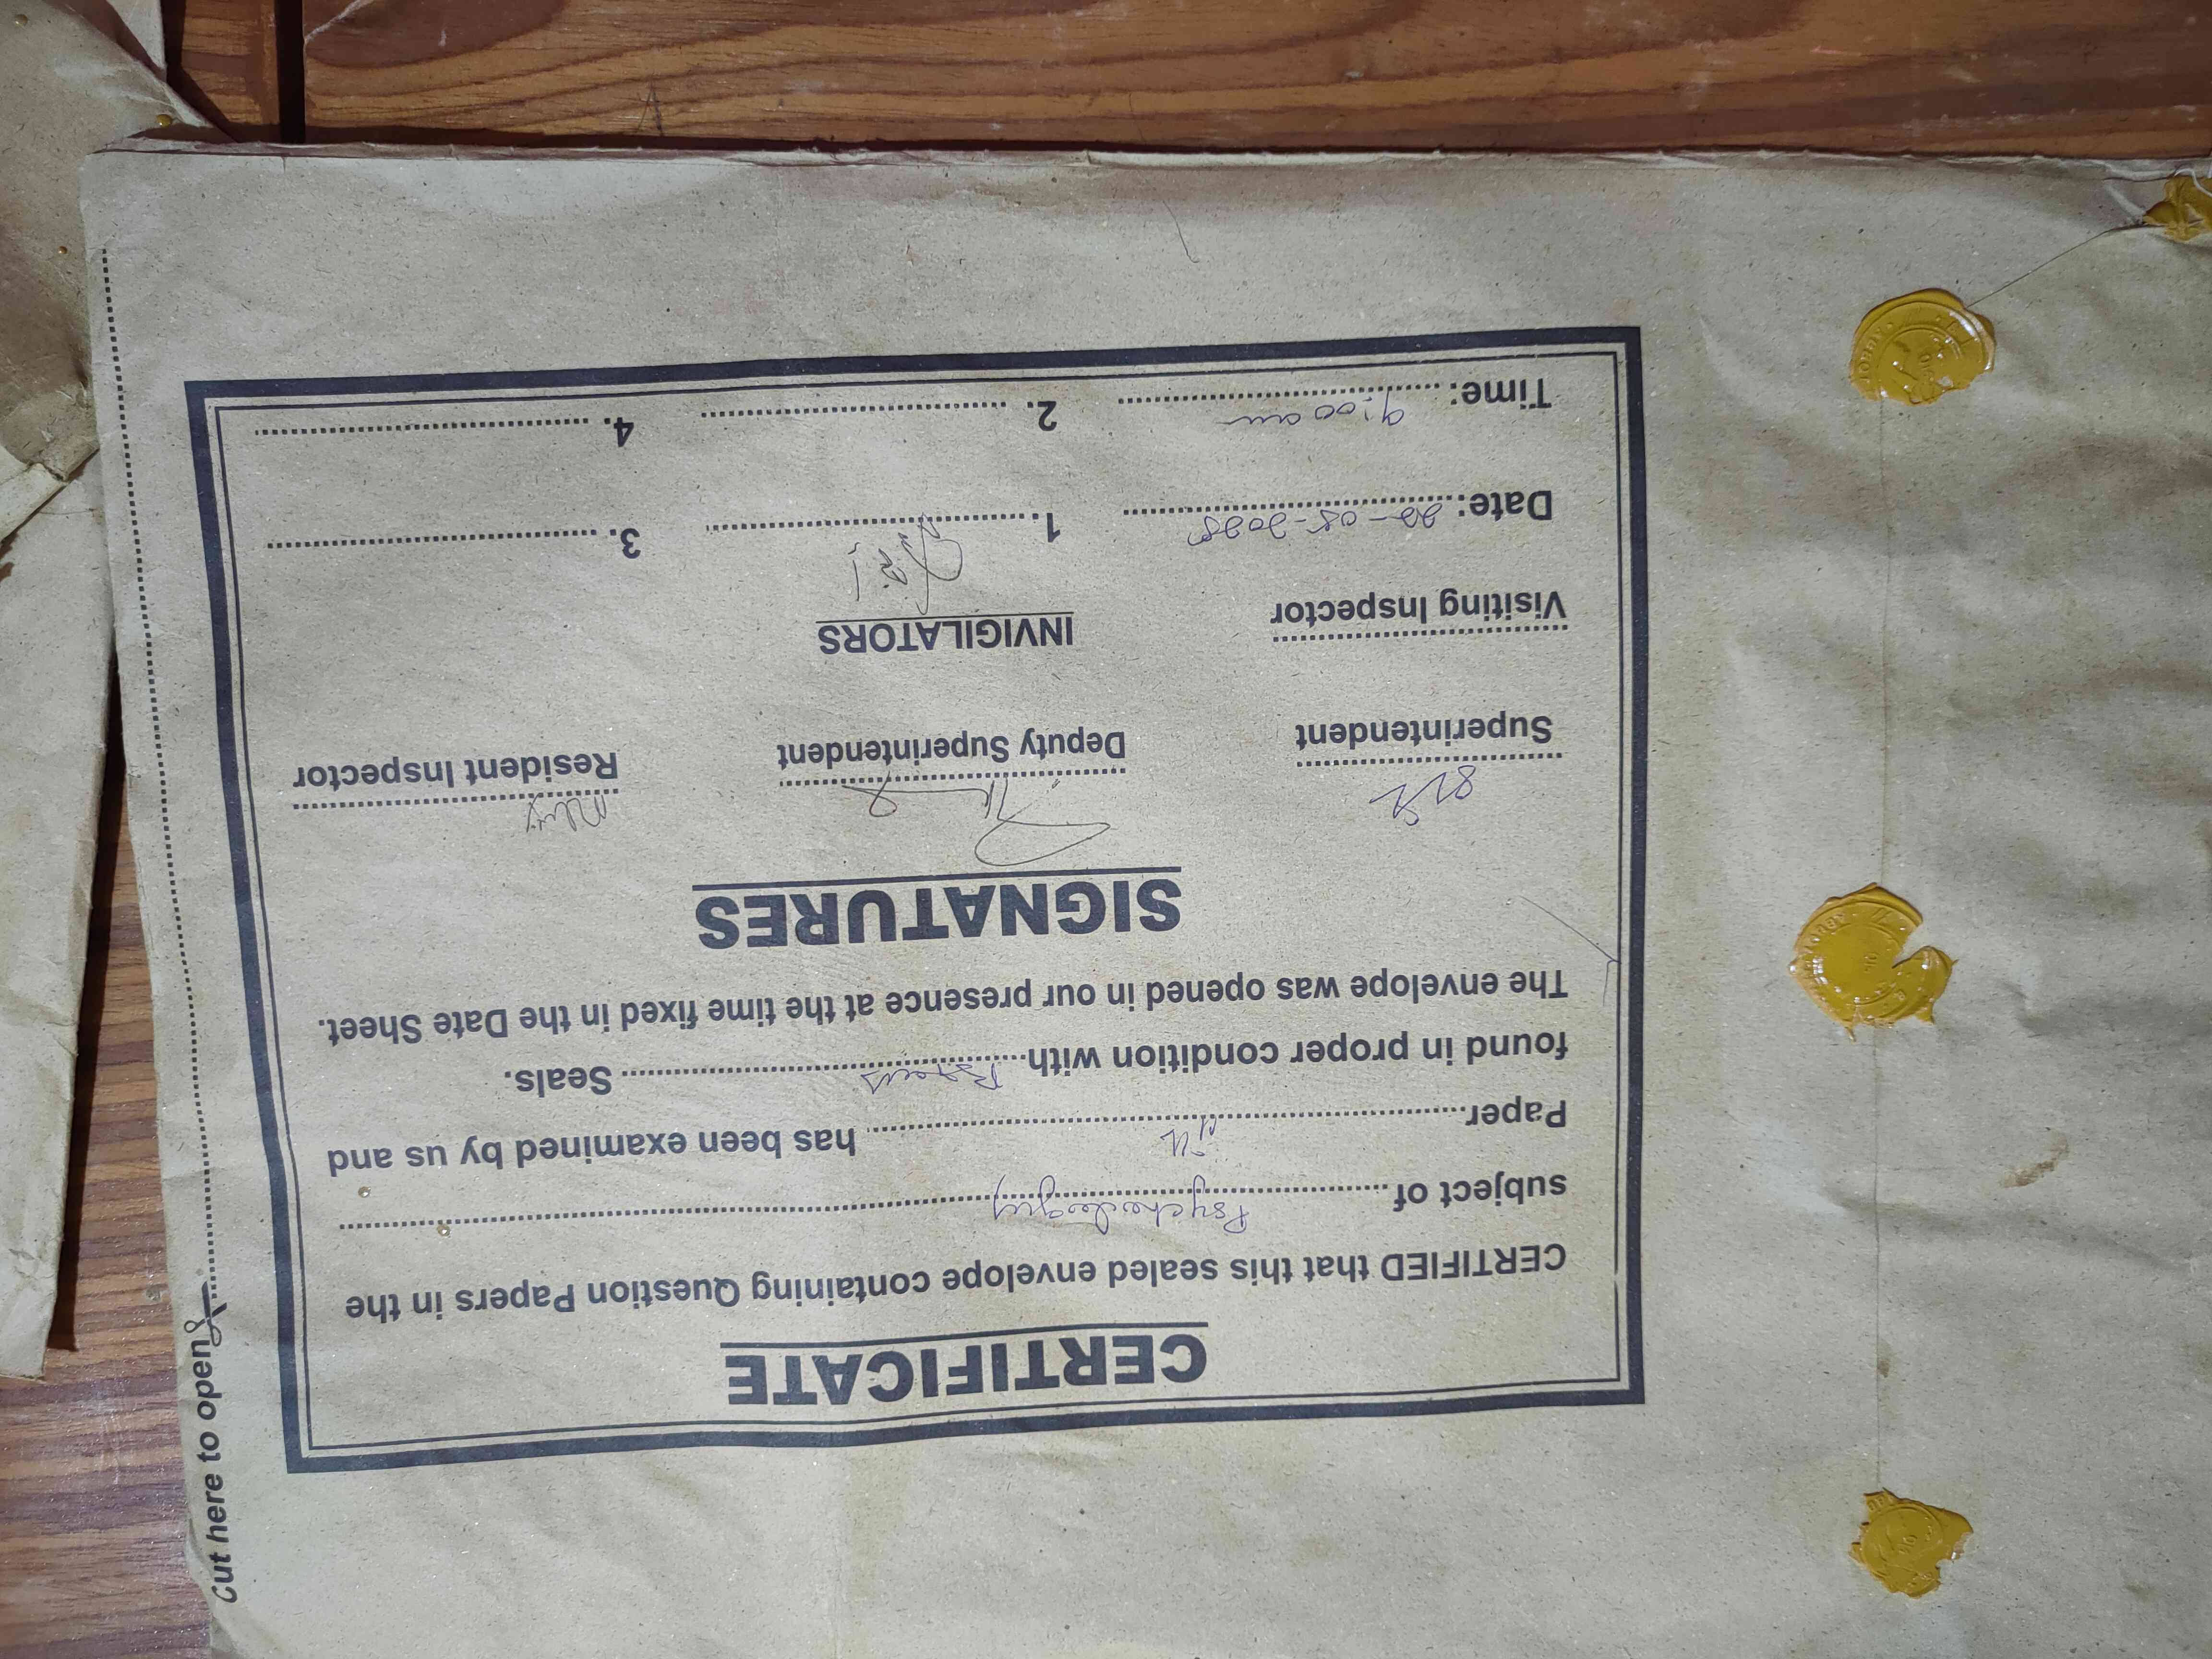 CERTIFICATE
CERTIFIED that this sealed envelope containing Question Papers in the
subject of Psychology
Paper has been examined by us and
found in proper condition with Seals.
The envelope was opened in our presence at the time fixed in the Date Sheet.
SIGNATURES
Superintendent Deputy Superintendent Resident Inspector
Visiting Inspector INVIGILATORS
Date: 1. 3.
Time: 9:00 am 2. 4.
Cut here to open